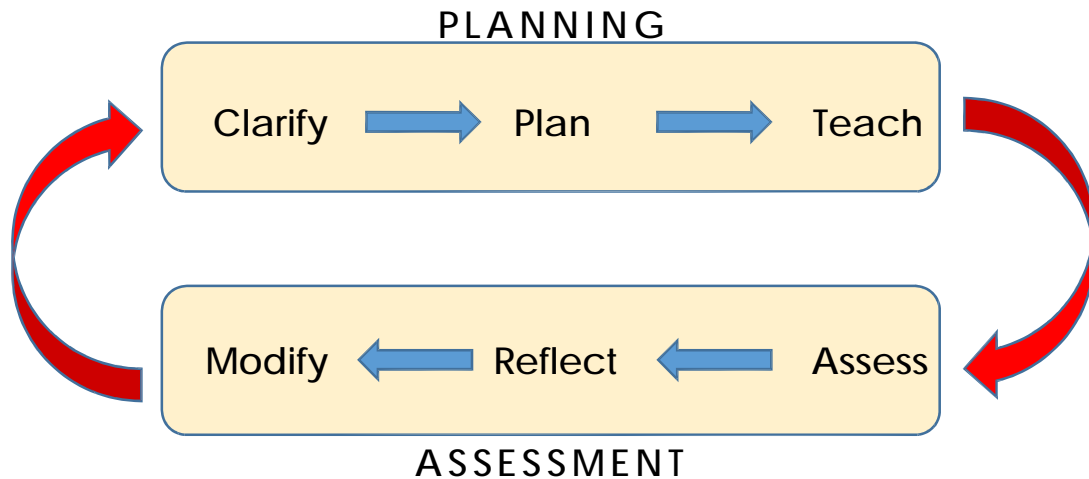 PLANNING
Clarify Plan Teach
Modify Reflect Assess
ASSESSMENT